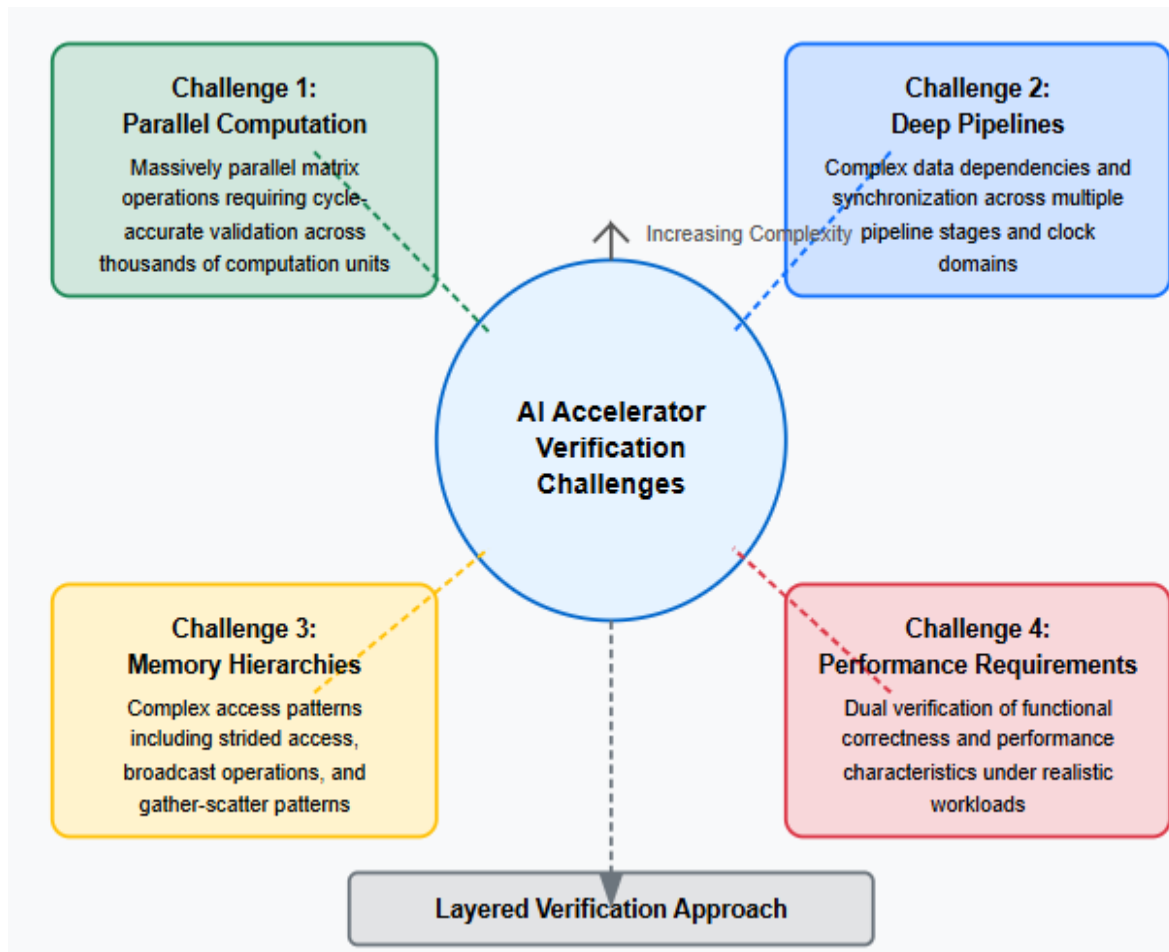 Challenge 1:
Parallel Computation
Massively parallel matrix
operations requiring cycle-
accurate validation across
thousands of computation units
Challenge 2:
Deep Pipelines
Complex data dependencies and
synchronization across multiple
pipeline stages and clock
domains
Increasing Complexity
AI Accelerator
Verification
Challenges
Challenge 3:
Memory Hierarchies
Complex access patterns
including strided access,
broadcast operations, and
gather-scatter patterns
Challenge 4:
Performance Requirements
Dual verification of functional
correctness and performance
characteristics under realistic
workloads
Layered Verification Approach